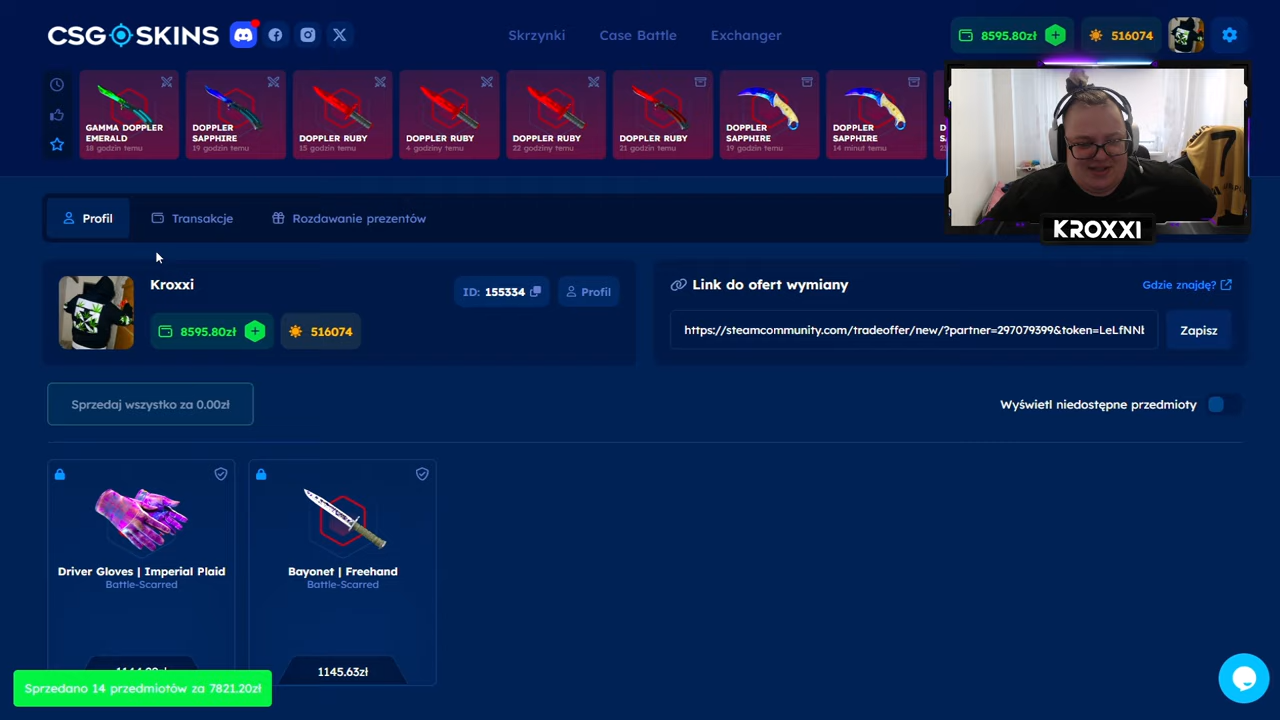 CSG SKINS
Skrzynki
Case Battle
Exchanger
8595.80zł
516074
GAMMA DOPPLER
EMERALD
18 godzin temu
DOPPLER
SAPPHIRE
19 godzin temu
DOPPLER RUBY
15 godzin temu
DOPPLER RUBY
4 godziny temu
DOPPLER RUBY
22 godziny temu
DOPPLER RUBY
21 godzin temu
DOPPLER
SAPPHIRE
19 godzin temu
DOPPLER
SAPPHIRE
14 minut temu
7
KROXXI
Profil
Transakcje
Rozdawanie prezentów
Kroxxi
ID: 155334
Profil
8595.80zł
516074
Link do ofert wymiany
Gdzie znajdę?
https://steamcommunity.com/tradeoffer/new/?partner=297079399&token=LeLfNNb
Zapisz
Sprzedaj wszystko za 0.00zł
Wyświetl niedostępne przedmioty
Driver Gloves | Imperial Plaid
Battle-Scarred
Bayonet | Freehand
Battle-Scarred
1145.63zł
Sprzedano 14 przedmiotów za 7821.20zł